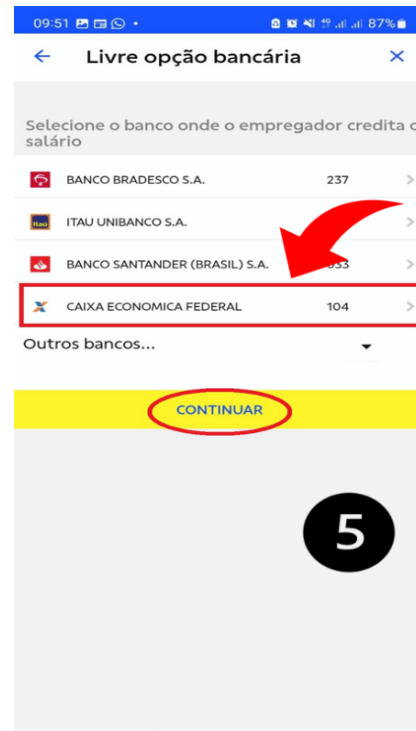 09:51 87%
Livre opção bancária
Selecione o banco onde o empregador credita o
salário
BANCO BRADESCO S.A. 237
Itaú ITAU UNIBANCO S.A.
BANCO SANTANDER (BRASIL) S.A.
CAIXA ECONOMICA FEDERAL 104
Outros bancos...
CONTINUAR
5